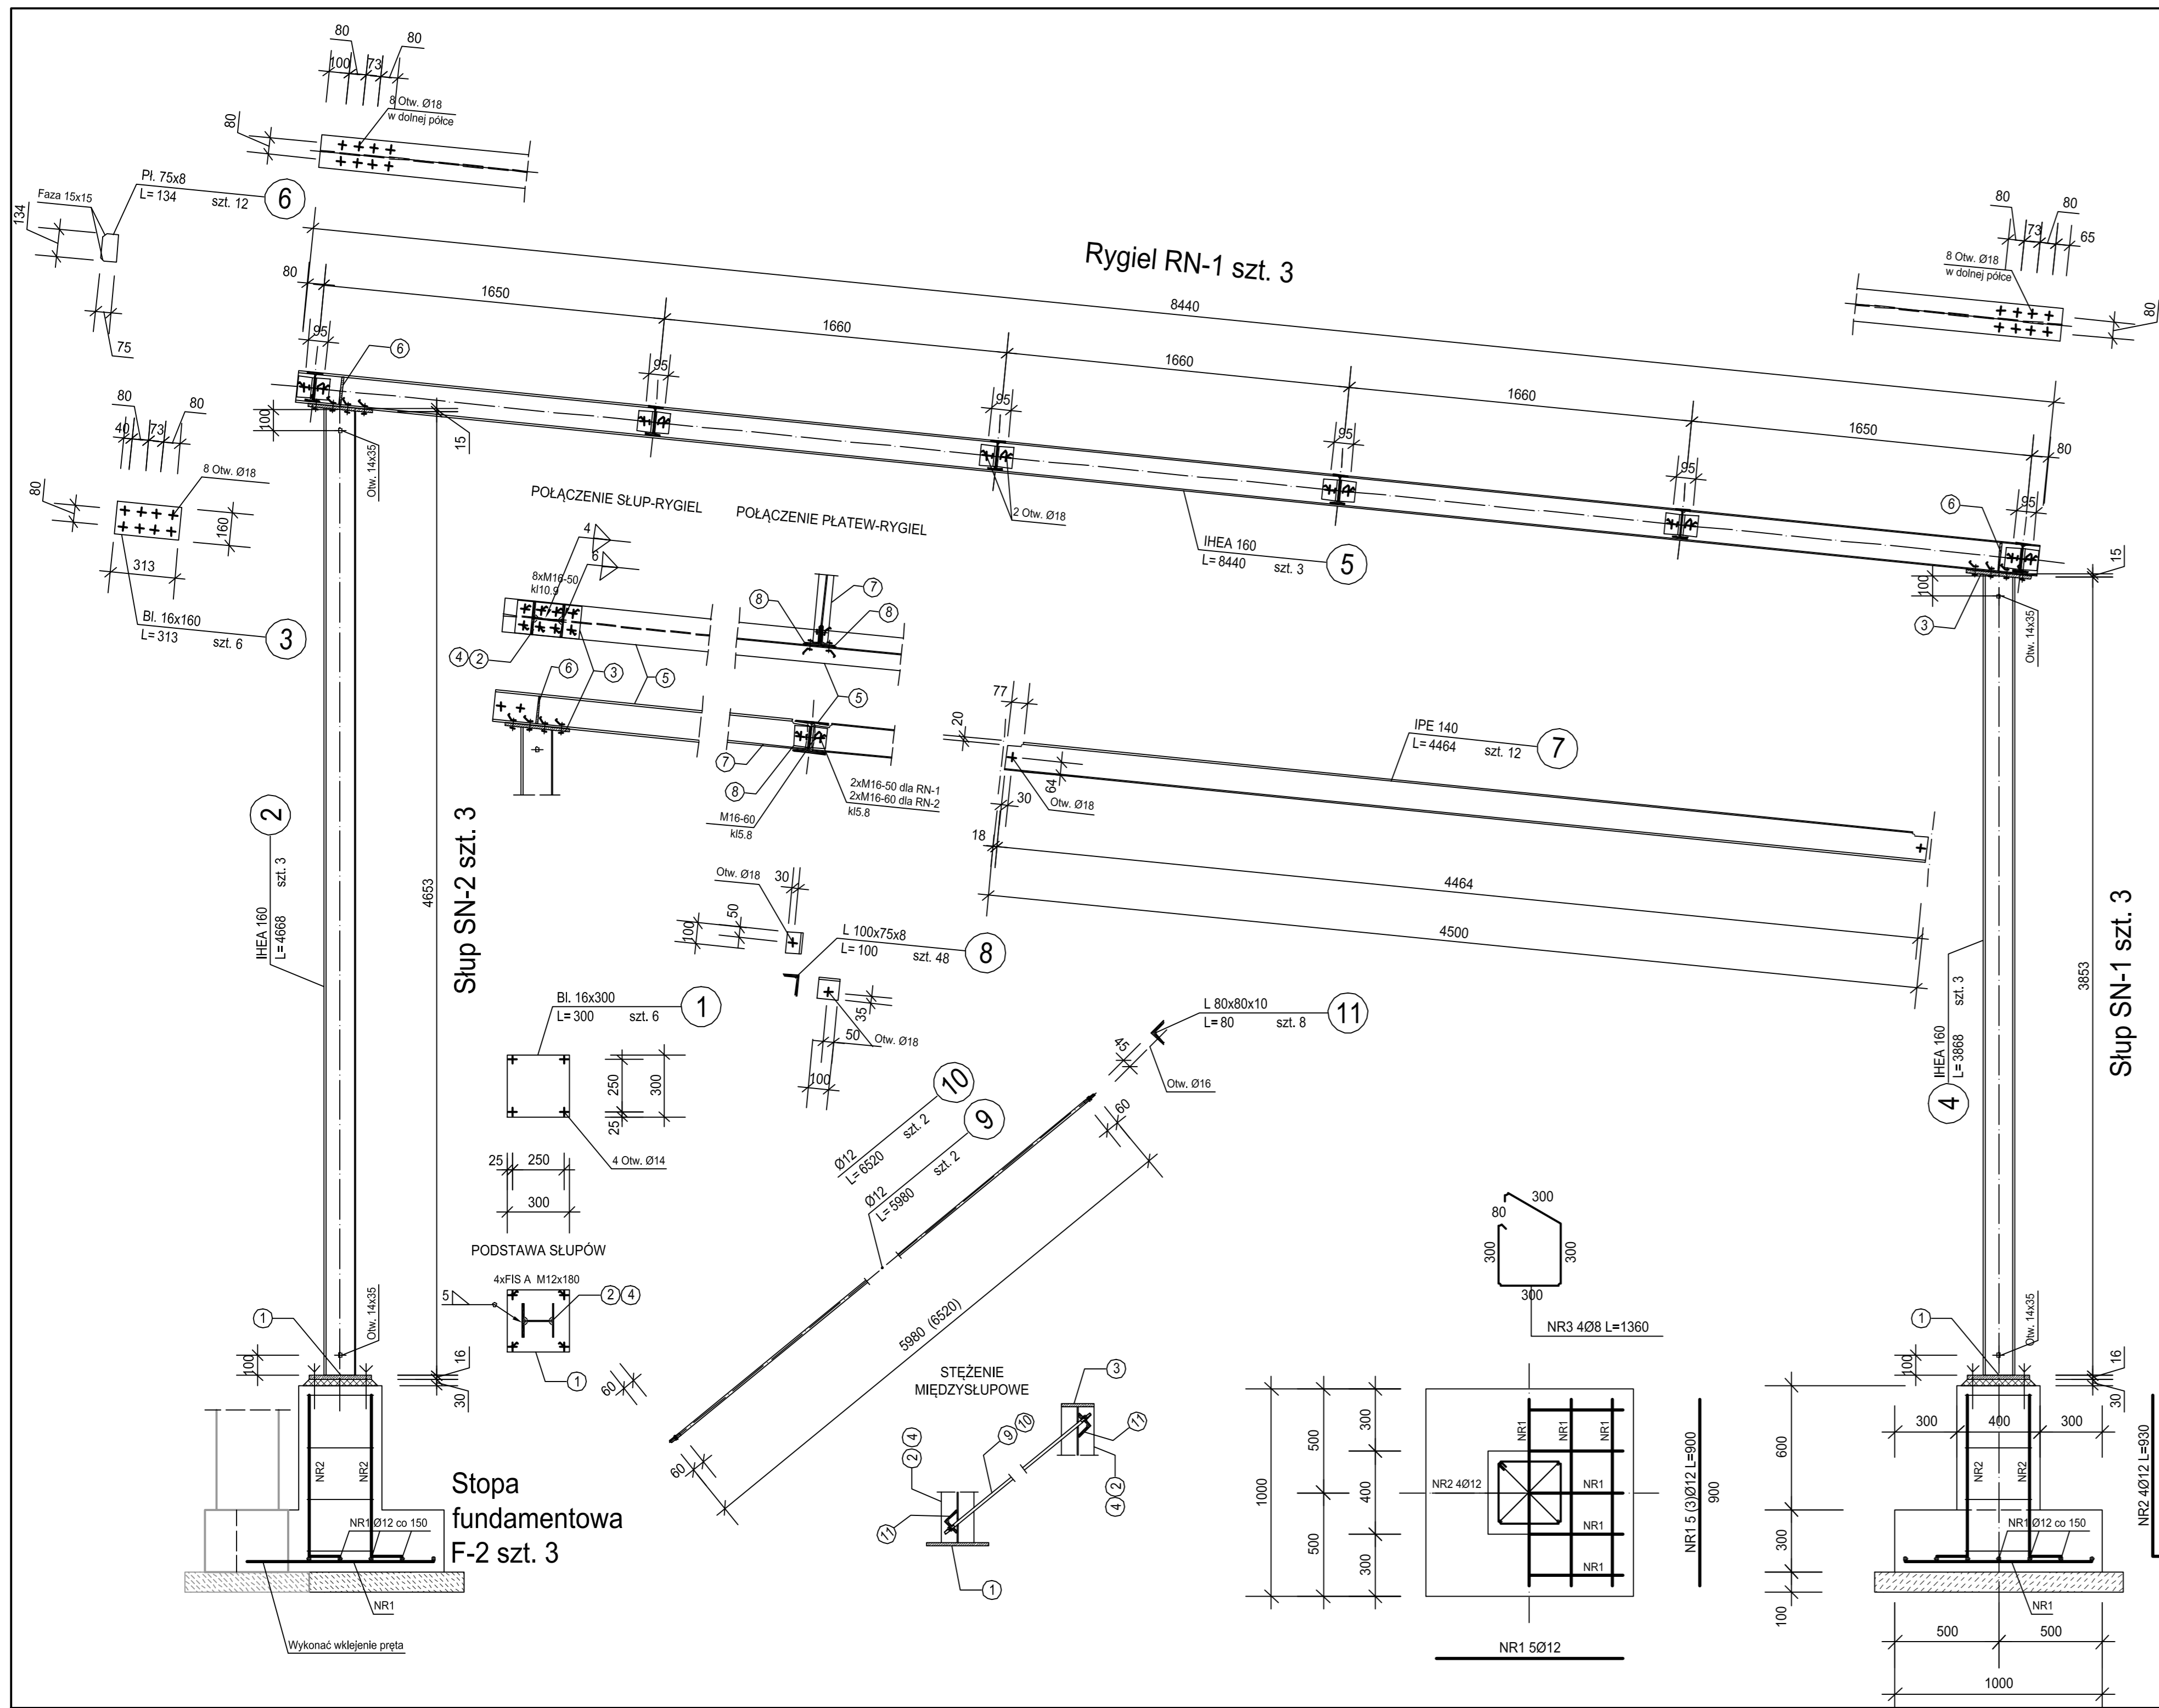 80
80
100
73
8 Otw. Ø18
w dolnej półce
80
Pł. 75x8
L= 134
szt. 12
6
Faza 15x15
134
75
Rygiel RN-1 szt. 3
8440
80
1650
1660
1660
1660
1650
80
95
95
95
95
95
95
80
80
73
65
8 Otw. Ø18
w dolnej półce
80
6
100
15
Otw. 14x35
80
80
40
73
8 Otw. Ø18
80
160
313
Bl. 16x160
L= 313
szt. 6
3
2 Otw. Ø18
IHEA 160
L= 8440
szt. 3
5
6
15
100
3
Otw. 14x35
POŁĄCZENIE SŁUP-RYGIEL
4
6
8xM16-50
kl10.9
4
2
6
3
5
POŁĄCZENIE PŁATEW-RYGIEL
7
8
8
5
7
8
2xM16-50 dla RN-1
2xM16-60 dla RN-2
kl5.8
M16-60
kl5.8
77
20
64
30
Otw. Ø18
18
IPE 140
L= 4464
szt. 12
7
4464
4500
2
IHEA 160
L= 4668
szt. 3
4653
Słup SN-2 szt. 3
Otw. Ø18
30
50
100
L 100x75x8
L= 100
szt. 48
8
35
50
Otw. Ø18
100
Bl. 16x300
L= 300
szt. 6
1
250
300
25
25
250
300
4 Otw. Ø14
PODSTAWA SŁUPÓW
4xFIS A M12x180
5
2
4
1
L 80x80x10
L= 80
szt. 8
11
45
Otw. Ø16
60
10
Ø12
L= 6520
szt. 2
9
Ø12
L= 5980
szt. 2
5980 (6520)
60
60
STĘŻENIE
MIĘDZYSŁUPOWE
3
9
10
11
4
2
2
4
11
1
IHEA 160
L= 3868
szt. 3
4
3853
Słup SN-1 szt. 3
1
Otw. 14x35
100
16
30
NR2
NR2
NR1 Ø12 co 150
NR1
Wykonać wklejenie pręta
Stopa
fundamentowa
F-2 szt. 3
300
80
300
300
300
NR3 4Ø8 L=1360
1000
500
500
300
400
300
NR1
NR1
NR1
NR2 4Ø12
NR1
NR1
NR1
NR1 5 (3)Ø12 L=900
900
NR1 5Ø12
1
Otw. 14x35
100
16
30
300
400
300
600
300
100
NR2
NR2
NR1 Ø12 co 150
NR1
NR2 4Ø12 L=930
500
500
1000